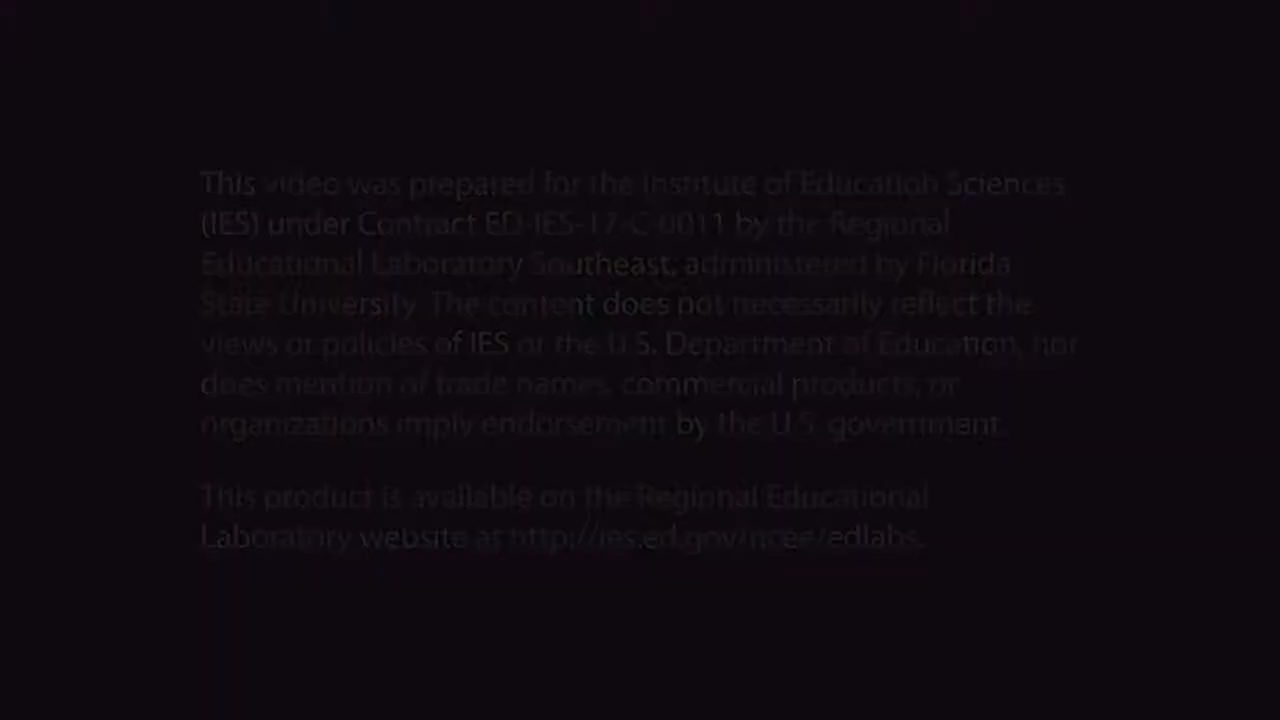 This video was prepared for the Institute of Education Sciences
(IES) under Contract ED-IES-17-C-0011 by the Regional
Educational Laboratory Southeast, administered by Florida
State University. The content does not necessarily reflect the
views or policies of IES or the U.S. Department of Education, nor
does mention of trade names, commercial products, or
organizations imply endorsement by the U.S. government.
This product is available on the Regional Educational
Laboratory website at http://ies.ed.gov/ncee/edlabs.